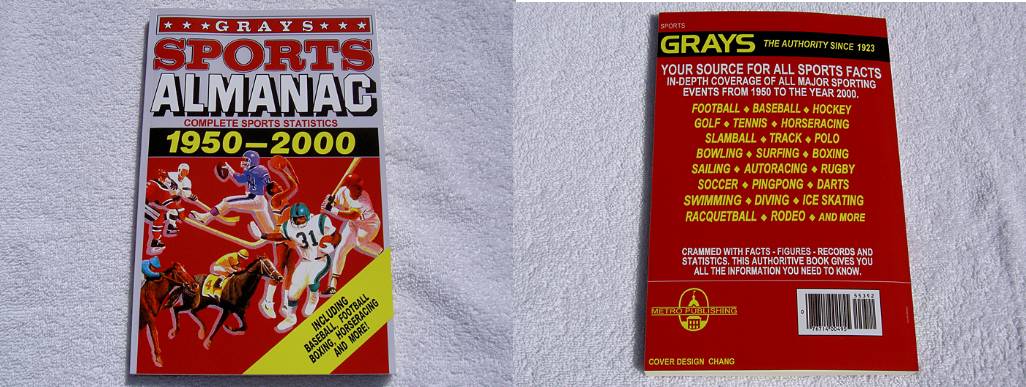 ★ ★ ★ ★ GRAYS ★ ★ ★ ★
SPORTS
ALMANAC
COMPLETE SPORTS STATISTICS
1950-2000
31
INCLUDING
BASEBALL, FOOTBALL
BOXING, HORSERACING
AND MORE!
SPORTS
GRAYS THE AUTHORITY SINCE 1923
YOUR SOURCE FOR ALL SPORTS FACTS
IN-DEPTH COVERAGE OF ALL MAJOR SPORTING
EVENTS FROM 1950 TO THE YEAR 2000.
FOOTBALL ◆ BASEBALL ◆ HOCKEY
GOLF ◆ TENNIS ◆ HORSERACING
SLAMBALL ◆ TRACK ◆ POLO
BOWLING ◆ SURFING ◆ BOXING
SAILING ◆ AUTORACING ◆ RUGBY
SOCCER ◆ PINGPONG ◆ DARTS
SWIMMING ◆ DIVING ◆ ICE SKATING
RACQUETBALL ◆ RODEO ◆ AND MORE
CRAMMED WITH FACTS - FIGURES - RECORDS AND
STATISTICS. THIS AUTHORITIVE BOOK GIVES YOU
ALL THE INFORMATION YOU NEED TO KNOW.
METRO PUBLISHING
COVER DESIGN CHANG